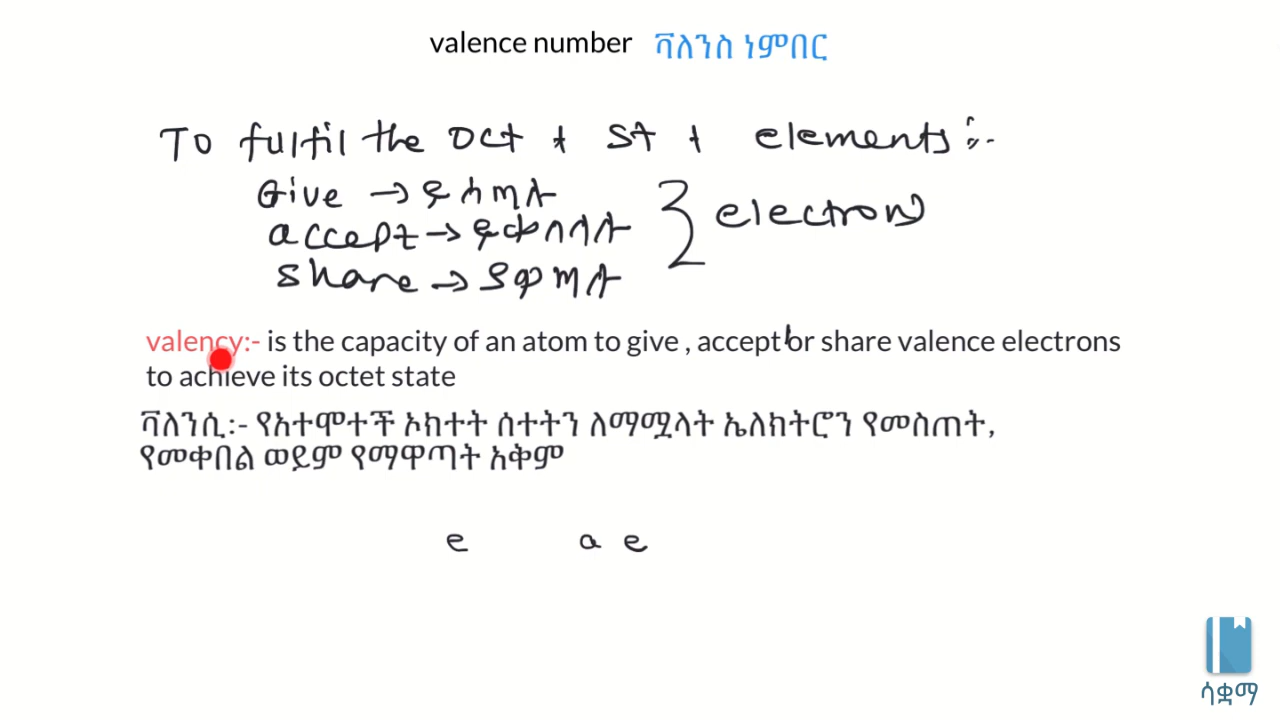 valence number ቫለንስ ነምበር
To fulfil the Oct + St + elements :-
Give → ይሰጣሉ
accept → ይቀበላሉ } electrons
share → ይዋጣሉ
valency:- is the capacity of an atom to give , accept or share valence electrons
to achieve its octet state
ቫለንሲ:- የአተሞተች ኦክተት ሰተትን ለማሟላት ኤለክትሮን የመስጠት,
የመቀበል ወይም የማዋጣት አቅም
e a e
ሳቋማ